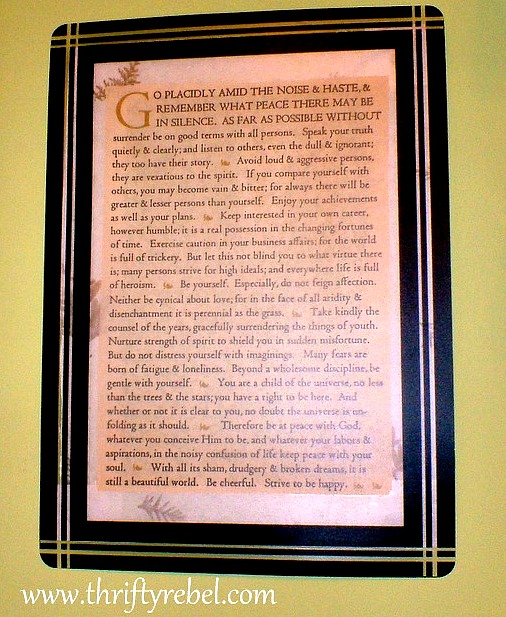 GO PLACIDLY AMID THE NOISE & HASTE, &
REMEMBER WHAT PEACE THERE MAY BE
IN SILENCE. AS FAR AS POSSIBLE WITHOUT
surrender be on good terms with all persons. Speak your truth
quietly & clearly; and listen to others, even the dull & ignorant;
they too have their story. Avoid loud & aggressive persons,
they are vexatious to the spirit. If you compare yourself with
others, you may become vain & bitter; for always there will be
greater & lesser persons than yourself. Enjoy your achievements
as well as your plans. Keep interested in your own career,
however humble; it is a real possession in the changing fortunes
of time. Exercise caution in your business affairs; for the world
is full of trickery. But let this not blind you to what virtue there
is; many persons strive for high ideals; and everywhere life is full
of heroism. Be yourself. Especially, do not feign affection.
Neither be cynical about love; for in the face of all aridity &
disenchantment it is perennial as the grass. Take kindly the
counsel of the years, gracefully surrendering the things of youth.
Nurture strength of spirit to shield you in sudden misfortune.
But do not distress yourself with imaginings. Many fears are
born of fatigue & loneliness. Beyond a wholesome discipline, be
gentle with yourself. You are a child of the universe, no less
than the trees & the stars; you have a right to be here. And
whether or not it is clear to you, no doubt the universe is un-
folding as it should. Therefore be at peace with God,
whatever you conceive Him to be, and whatever your labors &
aspirations, in the noisy confusion of life keep peace with your
soul. With all its sham, drudgery & broken dreams, it is
still a beautiful world. Be cheerful. Strive to be happy.
www.thriftyrebel.com